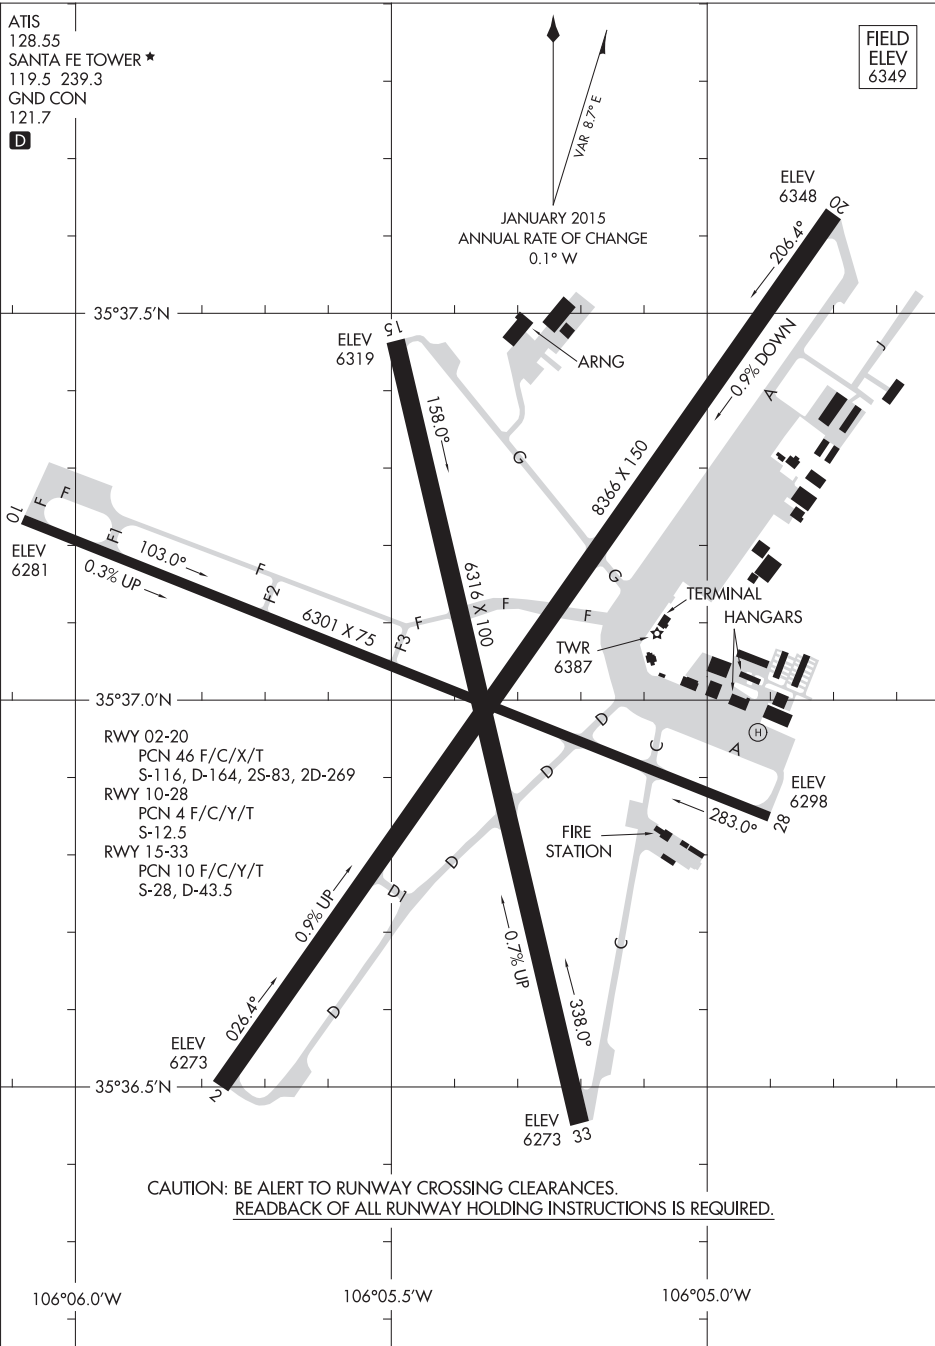 ATIS
128.55
SANTA FE TOWER ★
119.5 239.3
GND CON
121.7
D
FIELD
ELEV
6349
VAR 8.7° E
JANUARY 2015
ANNUAL RATE OF CHANGE
0.1° W
ELEV
6348
20
206.4°
35°37.5'N
15
ELEV
6319
ARNG
J
0.9% DOWN
A
158.0°
G
8366 X 150
F F
10
ELEV
6281
F1
103.0°
0.3% UP
F
F2
6301 X 75
F3
F
6316 X 100
F
F
G
TERMINAL
HANGARS
TWR
6387
35°37.0'N
RWY 02-20
PCN 46 F/C/X/T
S-116, D-164, 2S-83, 2D-269
RWY 10-28
PCN 4 F/C/Y/T
S-12.5
RWY 15-33
PCN 10 F/C/Y/T
S-28, D-43.5
D
C
A
H
D
ELEV
6298
28
283.0°
FIRE
STATION
D
D1
0.9% UP
0.7% UP
C
026.4°
D
338.0°
ELEV
6273
2
35°36.5'N
ELEV
6273
33
CAUTION: BE ALERT TO RUNWAY CROSSING CLEARANCES.
READBACK OF ALL RUNWAY HOLDING INSTRUCTIONS IS REQUIRED.
106°06.0'W
106°05.5'W
106°05.0'W